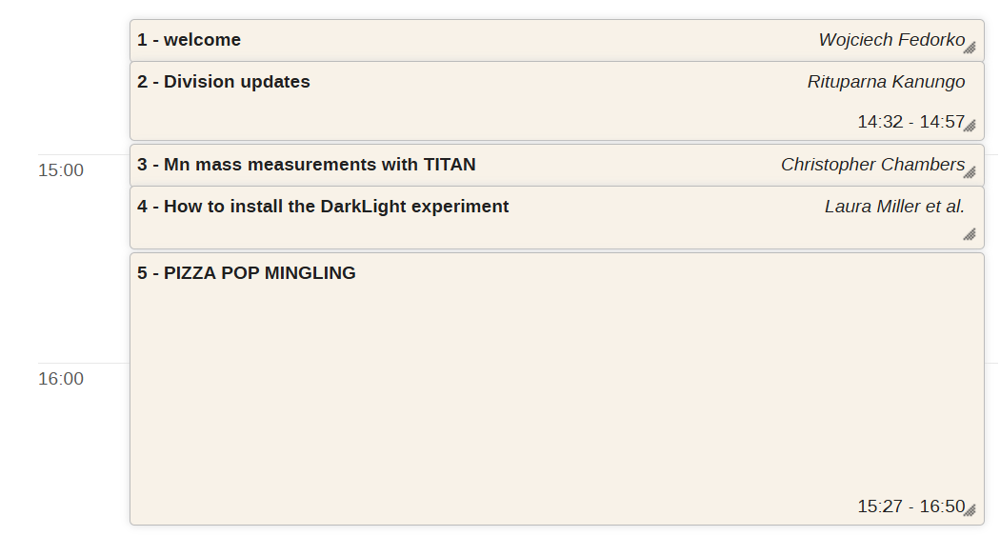 1 - welcome Wojciech Fedorko
2 - Division updates Rituparna Kanungo
14:32 - 14:57
15:00
3 - Mn mass measurements with TITAN Christopher Chambers
4 - How to install the DarkLight experiment Laura Miller et al.
5 - PIZZA POP MINGLING
16:00
15:27 - 16:50